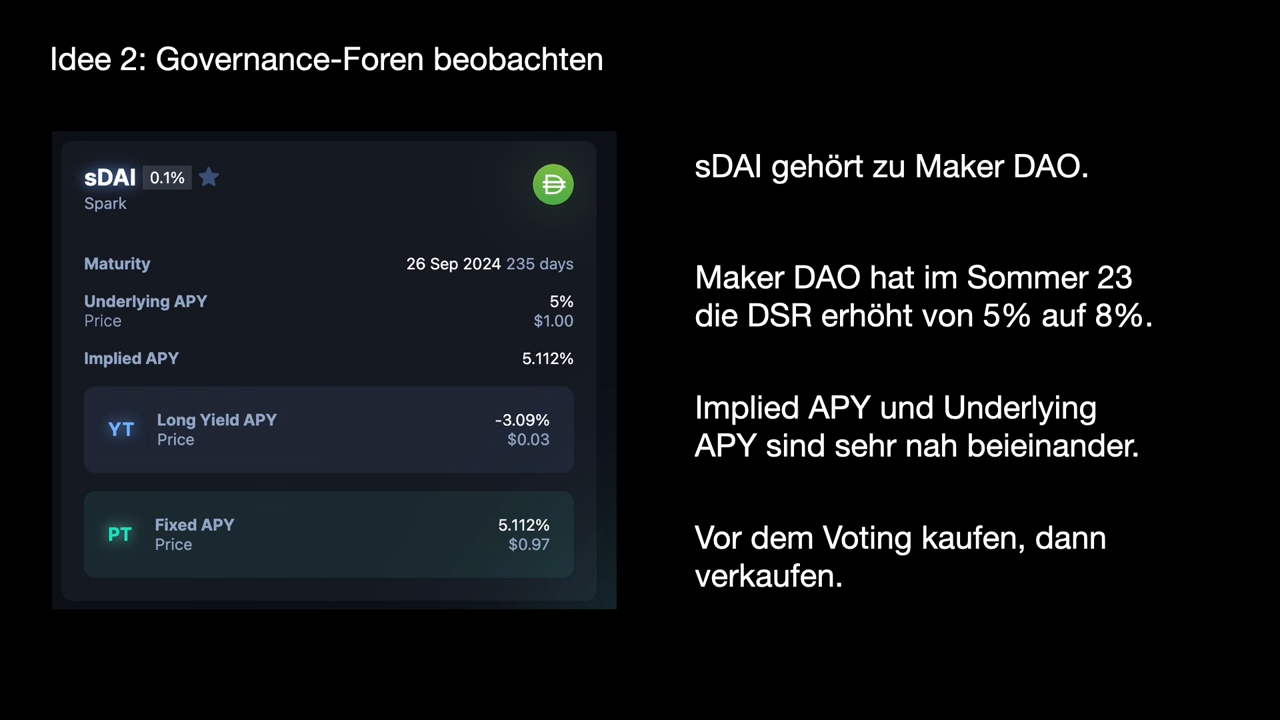 Idee 2: Governance-Foren beobachten
sDAI 0.1%
Spark
Maturity 26 Sep 2024 235 days
Underlying APY 5%
Price $1.00
Implied APY 5.112%
YT Long Yield APY -3.09%
Price $0.03
PT Fixed APY 5.112%
Price $0.97
sDAI gehört zu Maker DAO.
Maker DAO hat im Sommer 23
die DSR erhöht von 5% auf 8%.
Implied APY und Underlying
APY sind sehr nah beieinander.
Vor dem Voting kaufen, dann
verkaufen.